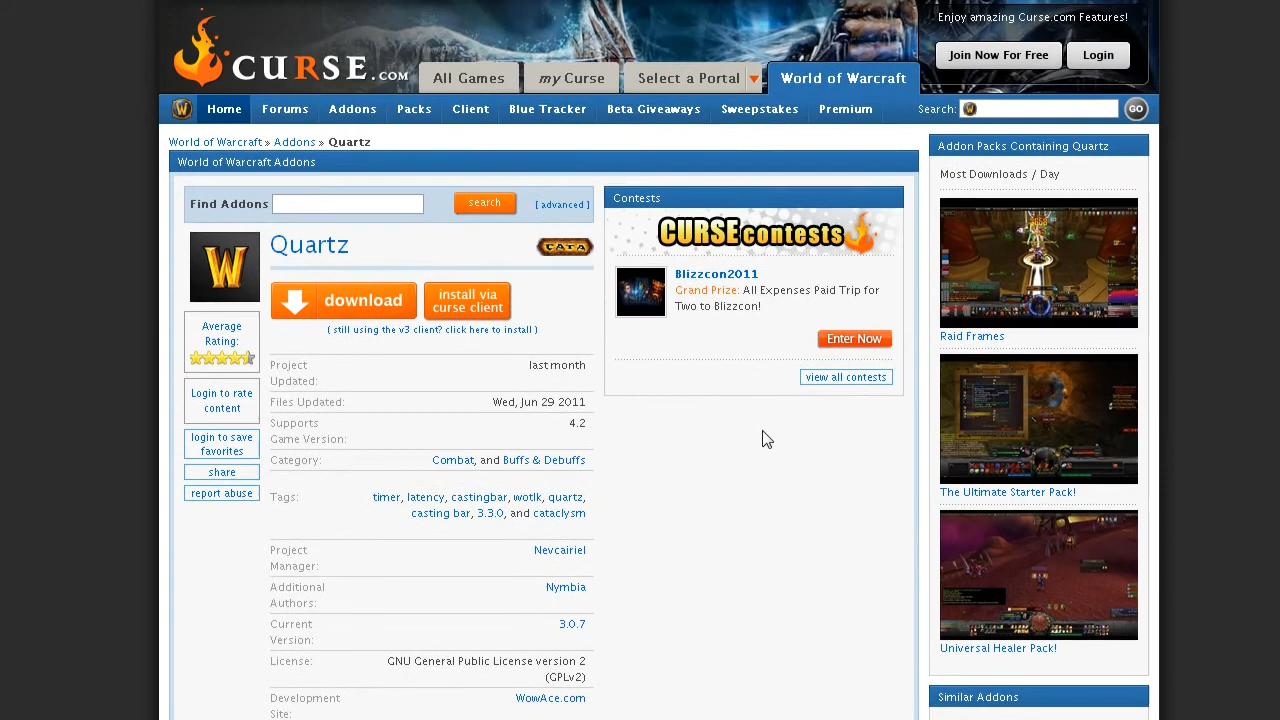 CURSE.COM
Enjoy amazing Curse.com Features!
Join Now For Free
Login
All Games
my Curse
Select a Portal
World of Warcraft
Home
Forums
Addons
Packs
Client
Blue Tracker
Beta Giveaways
Sweepstakes
Premium
Search:
GO
World of Warcraft » Addons » Quartz
World of Warcraft Addons
Find Addons
search
[ advanced ]
Quartz
CATA
download
install via
curse client
( still using the v3 client? click here to install )
Average
Rating:
Login to rate
content
login to save
favorites
share
report abuse
Project
Updated:
last month
Files Updated:
Wed, Jun 29 2011
Supports
Game Version:
4.2
Category:
Combat, and Buffs & Debuffs
Tags:
timer, latency, castingbar, wotlk, quartz,
casting bar, 3.3.0, and cataclysm
Project
Manager:
Nevcairiel
Additional
Authors:
Nymbia
Current
Version:
3.0.7
License:
GNU General Public License version 2
(GPLv2)
Development
Site:
WowAce.com
Contests
CURSE contests
Blizzcon2011
Grand Prize: All Expenses Paid Trip for
Two to Blizzcon!
Enter Now
view all contests
Addon Packs Containing Quartz
Most Downloads / Day
Raid Frames
The Ultimate Starter Pack!
Universal Healer Pack!
Similar Addons